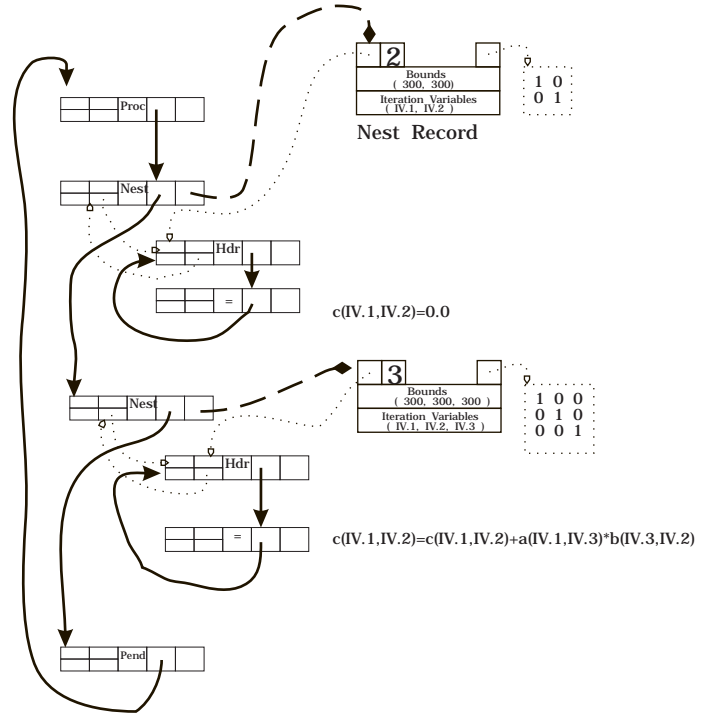 2
Bounds
( 300, 300)
Iteration Variables
( IV.1, IV.2 )
Nest Record
1 0
0 1
Proc
Nest
Hdr
=
c(IV.1,IV.2)=0.0
3
Bounds
( 300, 300, 300 )
Iteration Variables
( IV.1, IV.2, IV.3 )
1 0 0
0 1 0
0 0 1
Nest
Hdr
=
c(IV.1,IV.2)=c(IV.1,IV.2)+a(IV.1,IV.3)*b(IV.3,IV.2)
Pend